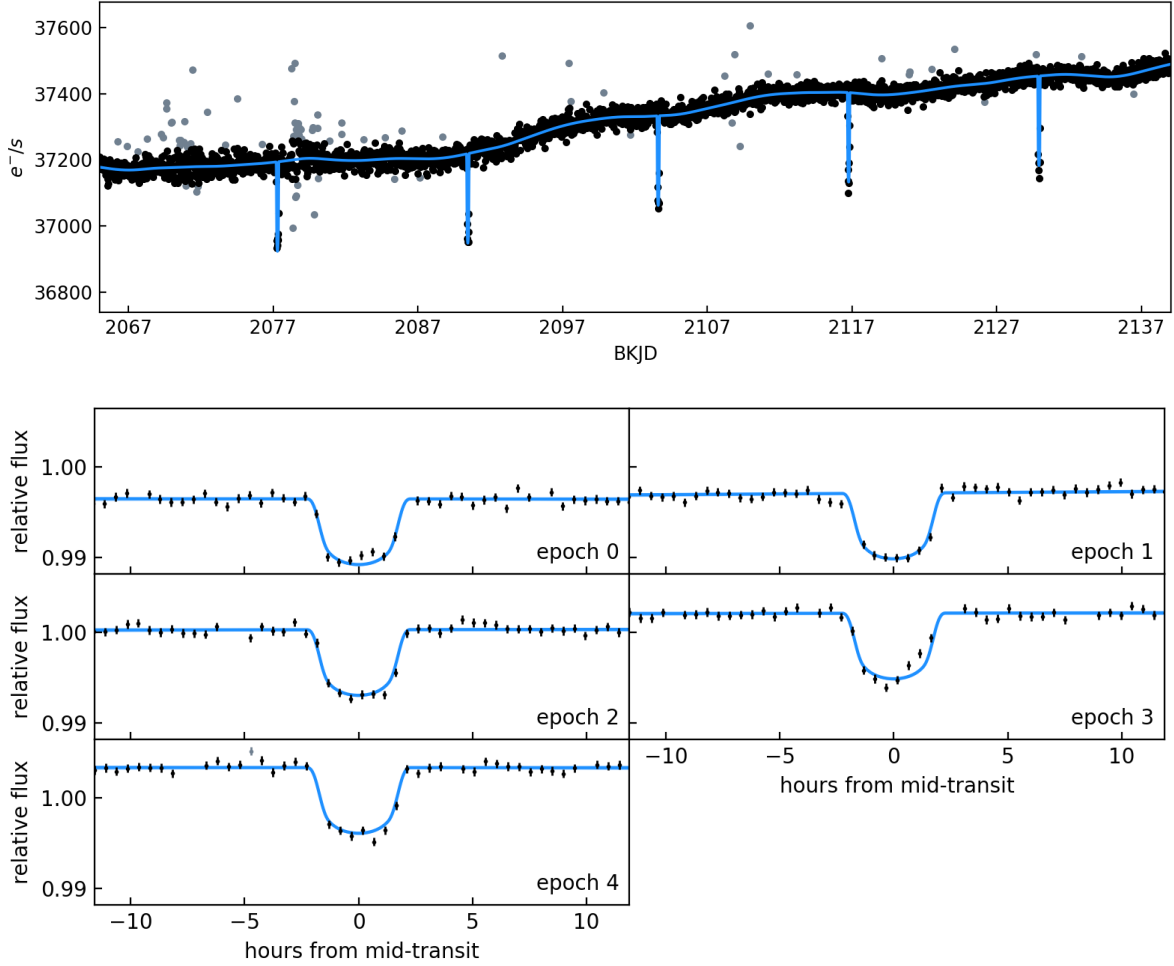 37600
37400
37200
37000
36800
e⁻/s
2067 2077 2087 2097 2107 2117 2127 2137
BKJD
1.00
0.99
relative flux
epoch 0
epoch 1
1.00
0.99
relative flux
epoch 2
epoch 3
−10 −5 0 5 10
hours from mid-transit
1.00
0.99
relative flux
epoch 4
−10 −5 0 5 10
hours from mid-transit